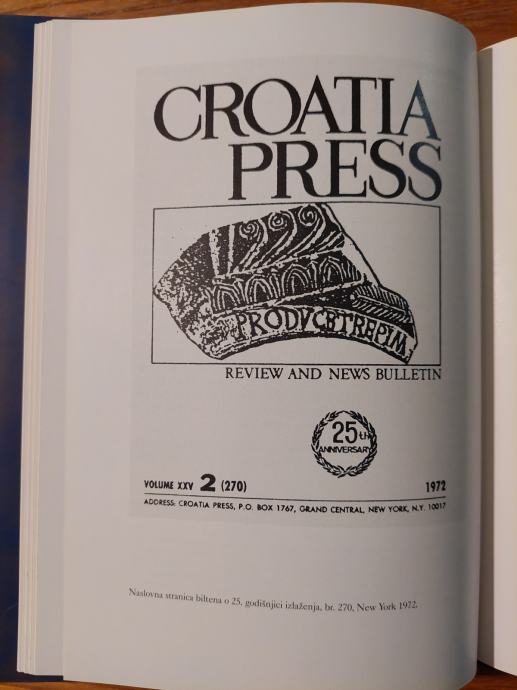 CROATIA
PRESS
PRODVCBTREPIM
REVIEW AND NEWS BULLETIN
25th
ANNIVERSARY
VOLUME XXV 2 (270) 1972
ADDRESS: CROATIA PRESS, P.O. BOX 1767, GRAND CENTRAL, NEW YORK, N.Y. 10017
Naslovna stranica biltena o 25. godišnjici izlaženja, br. 270, New York 1972.